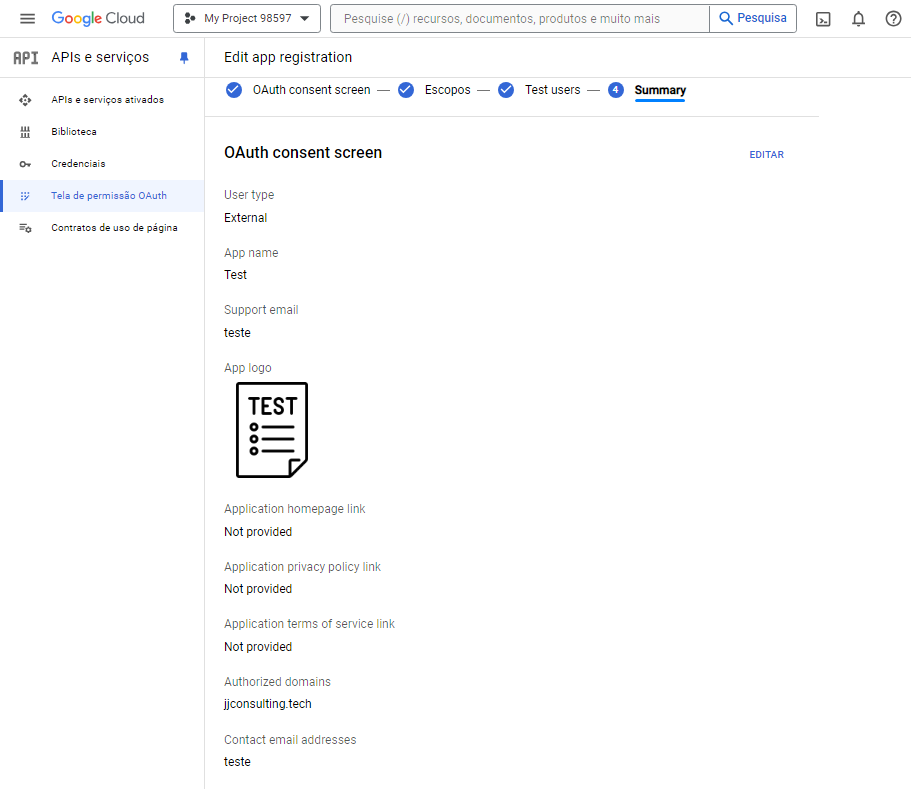 Google Cloud
My Project 98597
Pesquise (/) recursos, documentos, produtos e muito mais
Pesquisa
API APIs e serviços
Edit app registration
APIs e serviços ativados
Biblioteca
Credenciais
Tela de permissão OAuth
Contratos de uso de página
OAuth consent screen — Escopos — Test users — 4 Summary
OAuth consent screen
EDITAR
User type
External
App name
Test
Support email
teste
App logo
TEST
Application homepage link
Not provided
Application privacy policy link
Not provided
Application terms of service link
Not provided
Authorized domains
jjconsulting.tech
Contact email addresses
teste